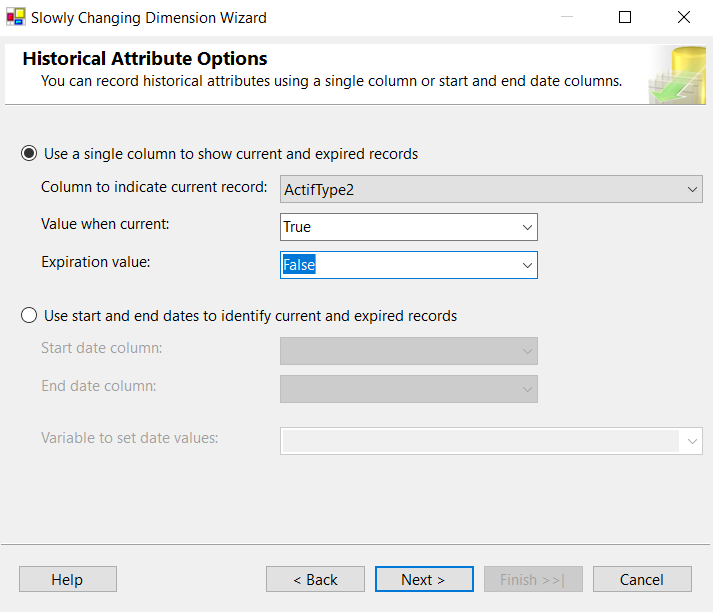 Slowly Changing Dimension Wizard
Historical Attribute Options
You can record historical attributes using a single column or start and end date columns.
Use a single column to show current and expired records
Column to indicate current record: ActifType2
Value when current: True
Expiration value: False
Use start and end dates to identify current and expired records
Start date column:
End date column:
Variable to set date values:
Help < Back Next > Finish >>| Cancel